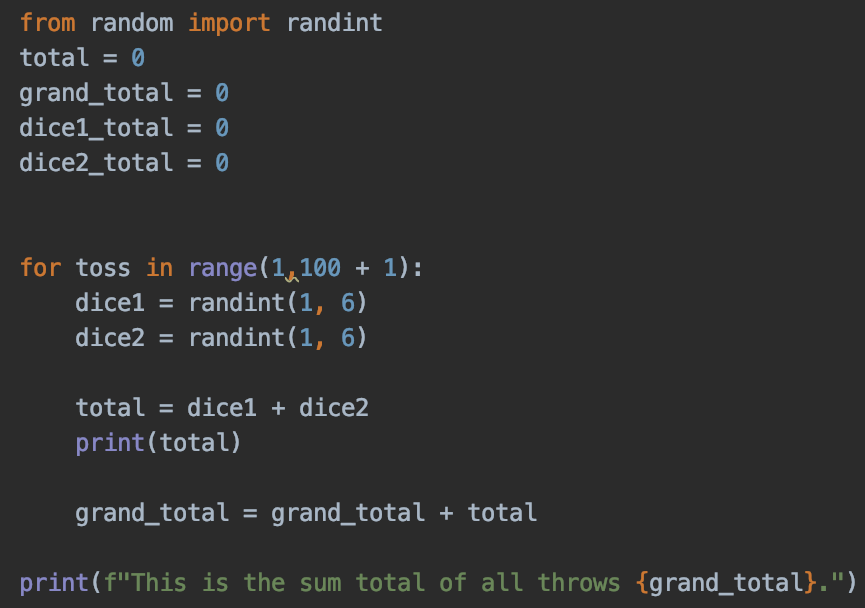 from random import randint
total = 0
grand_total = 0
dice1_total = 0
dice2_total = 0
for toss in range(1,100 + 1):
    dice1 = randint(1, 6)
    dice2 = randint(1, 6)
    total = dice1 + dice2
    print(total)
    grand_total = grand_total + total
print(f"This is the sum total of all throws {grand_total}.")